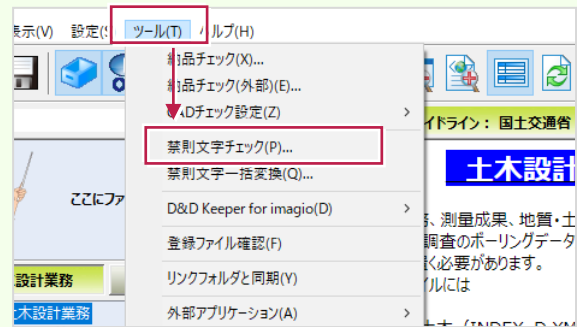 表示(V) 設定(S) ツール(T) ヘルプ(H)
納品チェック(X)...
納品チェック(外部)(E)...
CADチェック設定(Z)
禁則文字チェック(P)...
禁則文字一括変換(Q)...
D&D Keeper for imagio(D)
登録ファイル確認(F)
リンクフォルダと同期(Y)
外部アプリケーション(A)
イドライン: 国土交通省
土木設計
ここにファ
、測量成果、地質・土
調査のボーリングデータ
く必要があります。
イルには
設計業務
土木設計業務